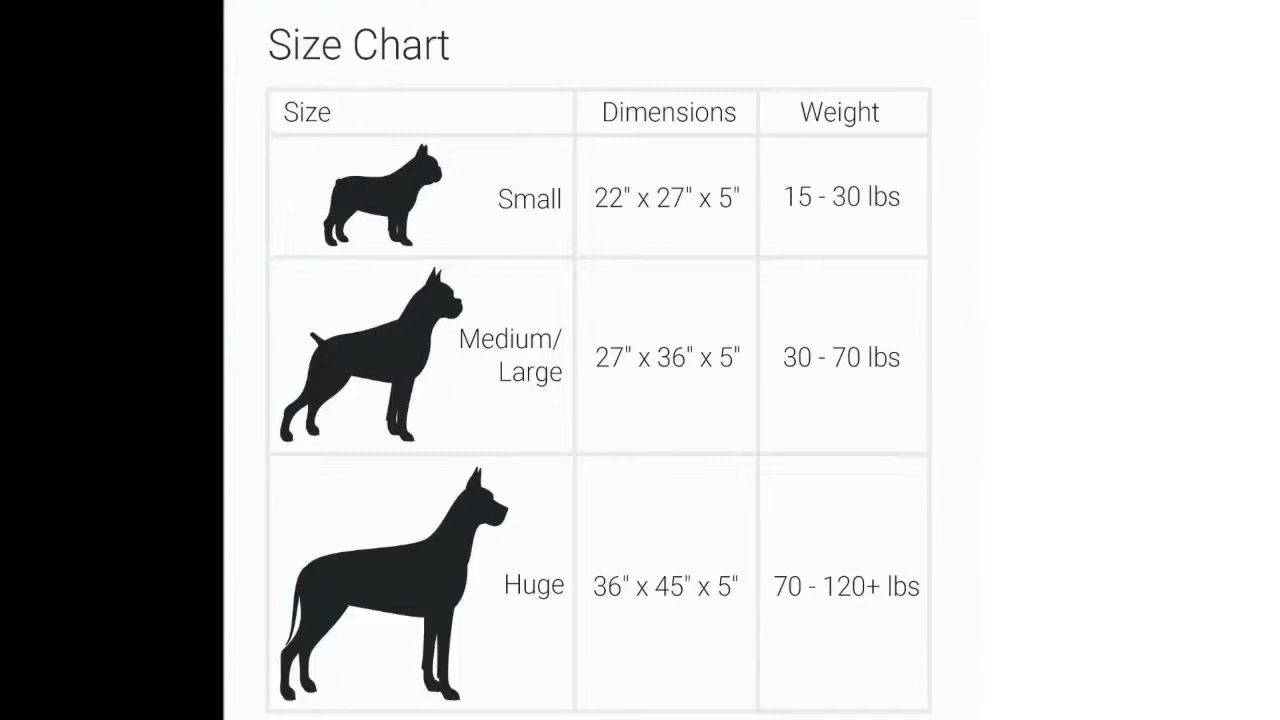 Size Chart
Size Dimensions Weight
Small 22" x 27" x 5" 15 - 30 lbs
Medium/
Large 27" x 36" x 5" 30 - 70 lbs
Huge 36" x 45" x 5" 70 - 120+ lbs